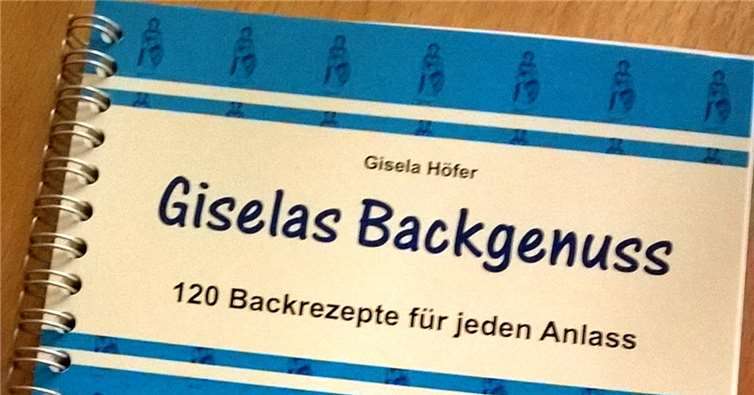 Gisela Höfer
Giselas Backgenuss
120 Backrezepte für jeden Anlass